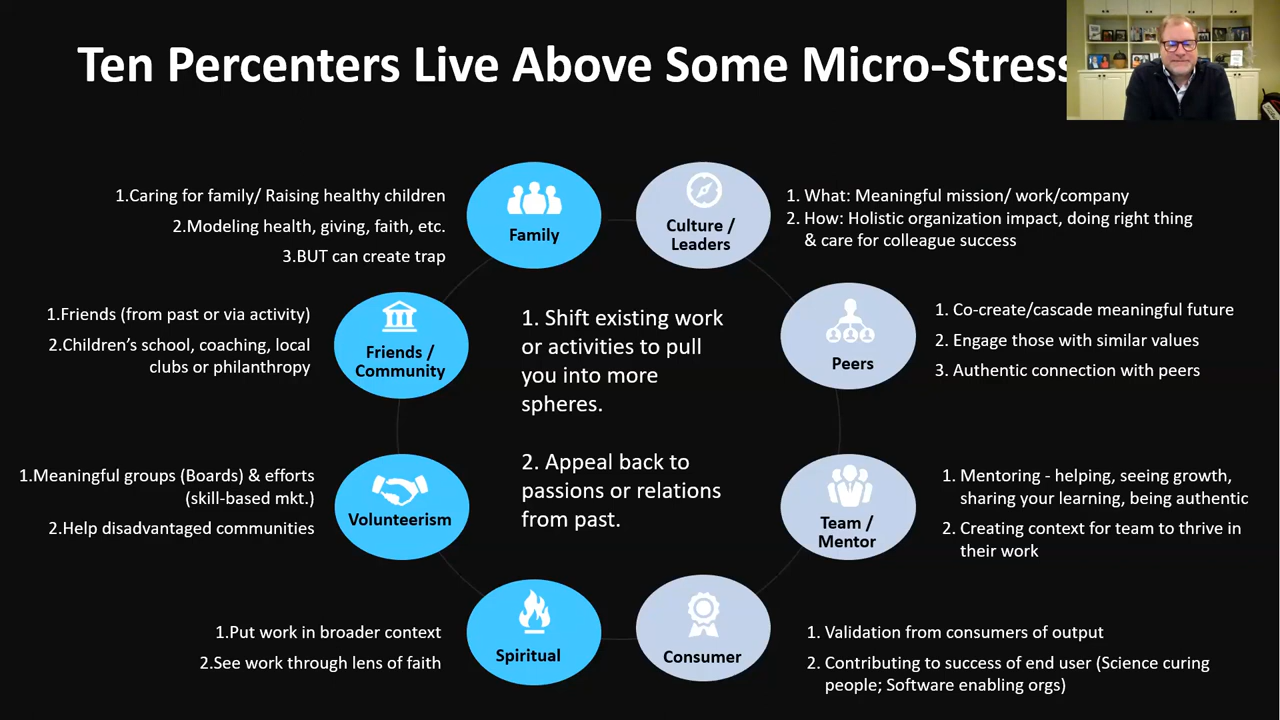 Ten Percenters Live Above Some Micro-Stress
1.Caring for family/ Raising healthy children
2.Modeling health, giving, faith, etc.
3.BUT can create trap
Family
Culture /
Leaders
1. What: Meaningful mission/ work/company
2. How: Holistic organization impact, doing right thing
& care for colleague success
1.Friends (from past or via activity)
2.Children's school, coaching, local
clubs or philanthropy
Friends /
Community
1. Shift existing work
or activities to pull
you into more
spheres.
2. Appeal back to
passions or relations
from past.
Peers
1. Co-create/cascade meaningful future
2. Engage those with similar values
3. Authentic connection with peers
1.Meaningful groups (Boards) & efforts
(skill-based mkt.)
2.Help disadvantaged communities
Volunteerism
Team /
Mentor
1. Mentoring - helping, seeing growth,
sharing your learning, being authentic
2. Creating context for team to thrive in
their work
1.Put work in broader context
2.See work through lens of faith
Spiritual
Consumer
1. Validation from consumers of output
2. Contributing to success of end user (Science curing
people; Software enabling orgs)